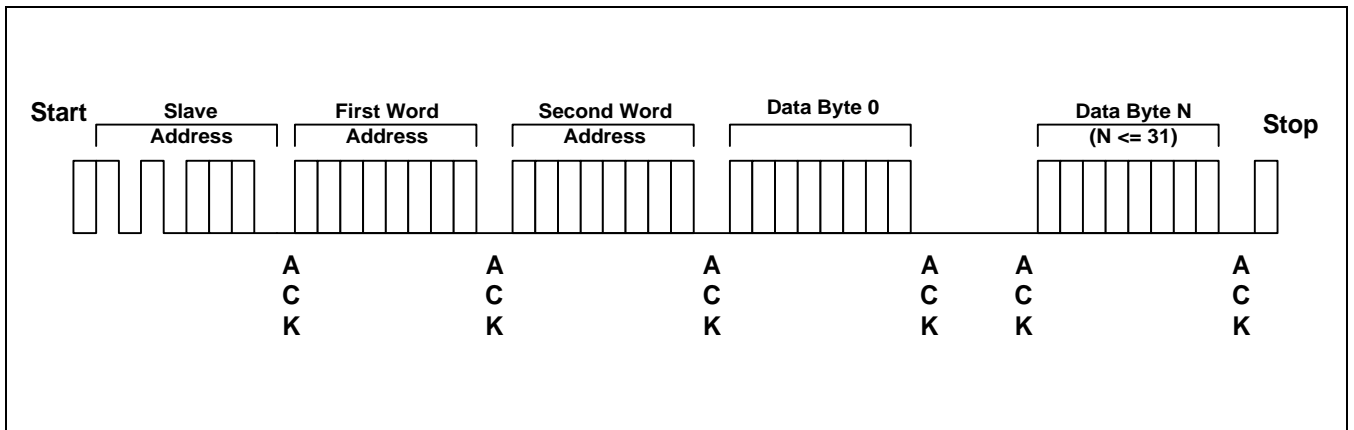 Start
Slave
Address
First Word
Address
Second Word
Address
Data Byte 0
Data Byte N
(N <= 31)
Stop
A
C
K
A
C
K
A
C
K
A
C
K
A
C
K
A
C
K